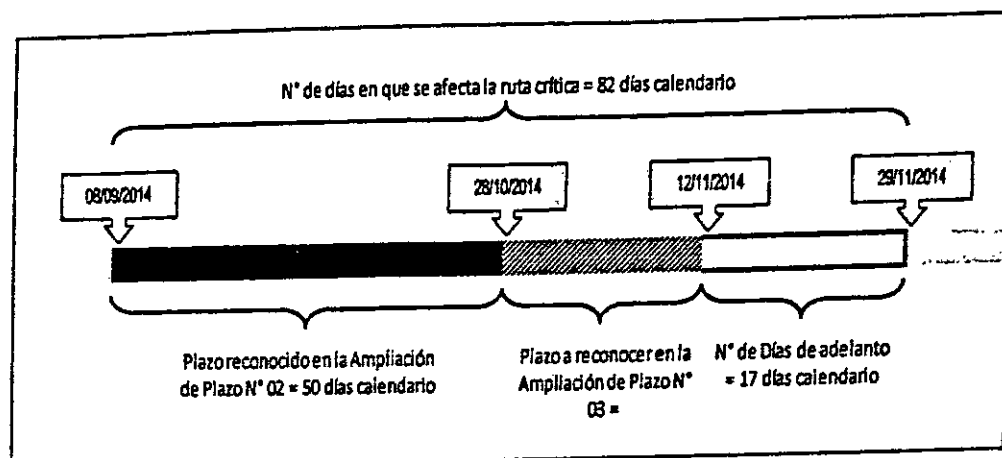 N° de días en que se afecta la ruta crítica = 82 días calendario
08/09/2014
28/10/2014
12/11/2014
29/11/2014
Plazo reconocido en la Ampliación
de Plazo N° 02 = 50 días calendario
Plazo a reconocer en la
Ampliación de Plazo N°
03 =
N° de Días de adelanto
= 17 días calendario